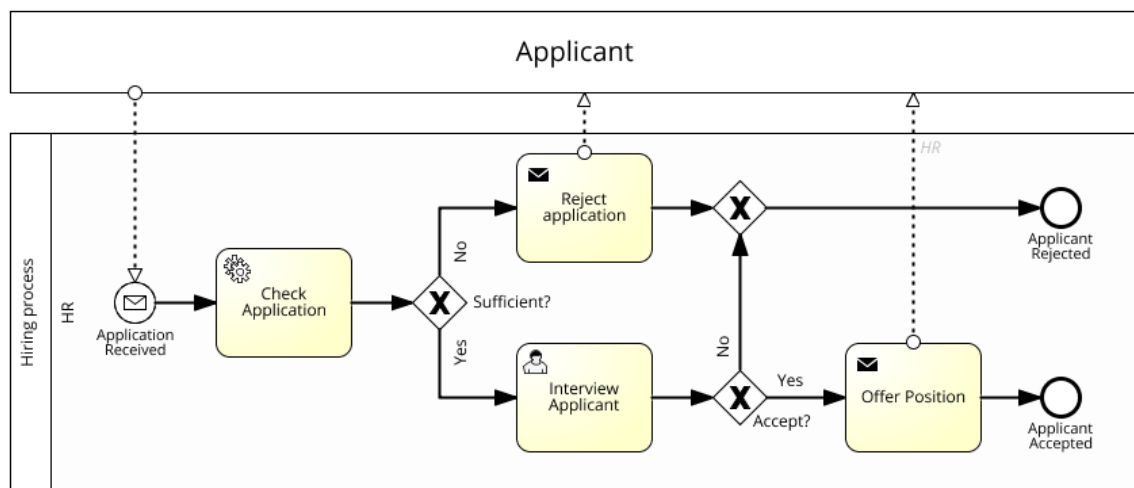 Applicant
HR
Hiring process
HR
Application
Received
Check
Application
Sufficient?
No
Yes
Reject
application
Interview
Applicant
No
Accept?
Yes
Offer Position
Applicant
Rejected
Applicant
Accepted